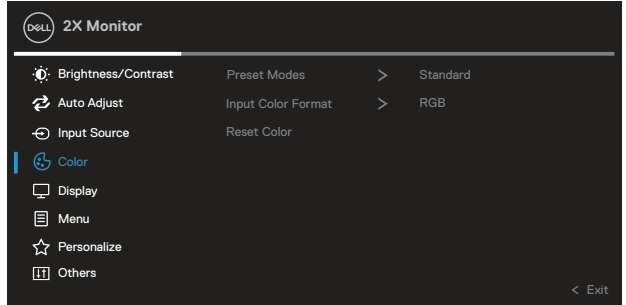 DELL 2X Monitor
Brightness/Contrast Preset Modes > Standard
Auto Adjust Input Color Format > RGB
Input Source Reset Color
Color
Display
Menu
Personalize
Others
< Exit